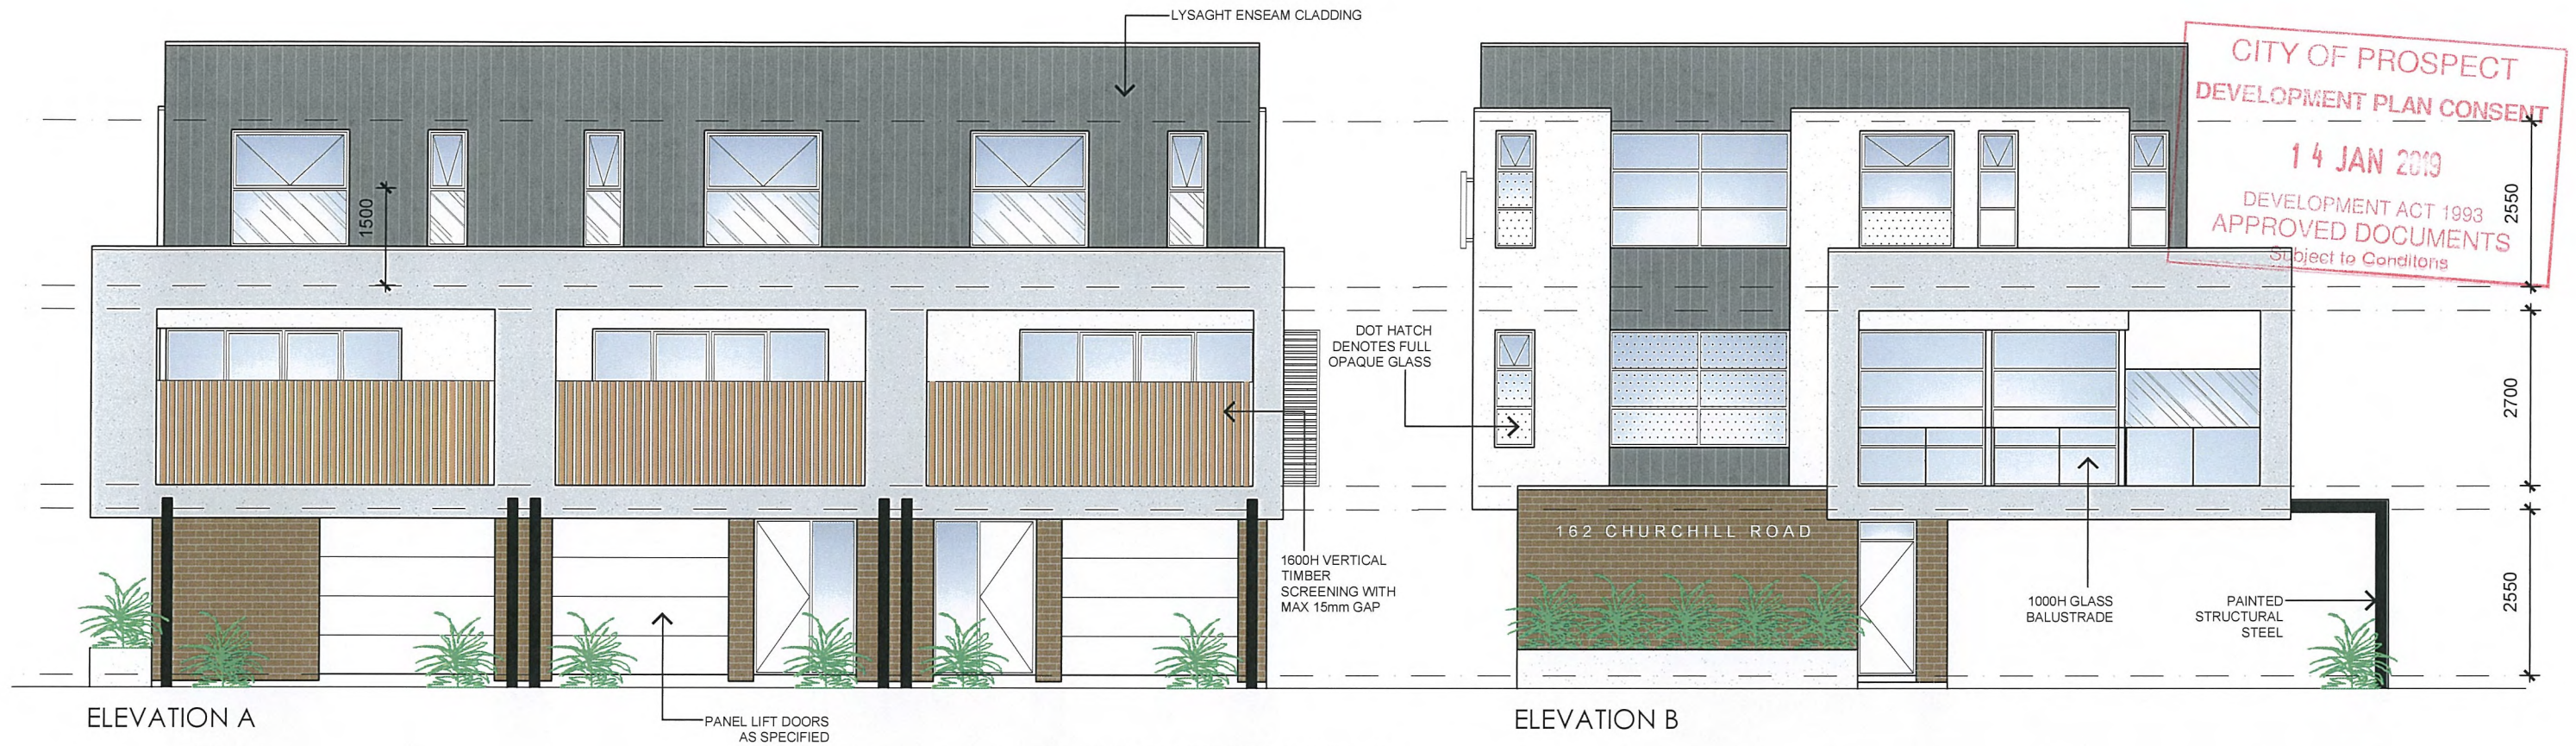 LYSAGHT ENSEAM CLADDING
1500
1600H VERTICAL
TIMBER
SCREENING WITH
MAX 15mm GAP
PANEL LIFT DOORS
AS SPECIFIED
ELEVATION A
DOT HATCH
DENOTES FULL
OPAQUE GLASS
162 CHURCHILL ROAD
1000H GLASS
BALUSTRADE
PAINTED
STRUCTURAL
STEEL
2550
2700
2550
ELEVATION B
CITY OF PROSPECT
DEVELOPMENT PLAN CONSENT
14 JAN 2019
DEVELOPMENT ACT 1993
APPROVED DOCUMENTS
Subject to Conditons